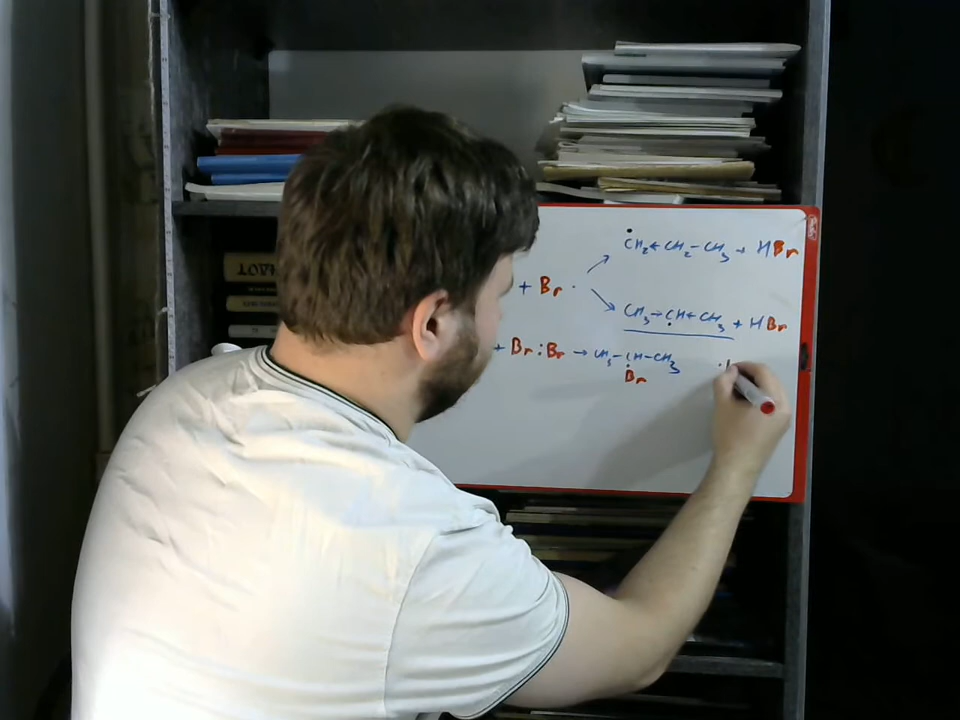 ĊH₂←CH₂-CH₃ + HBr
+ Br·
CH₃→ĊH←CH₃ + HBr
+ Br:Br → CH₃-CH-CH₃
Br